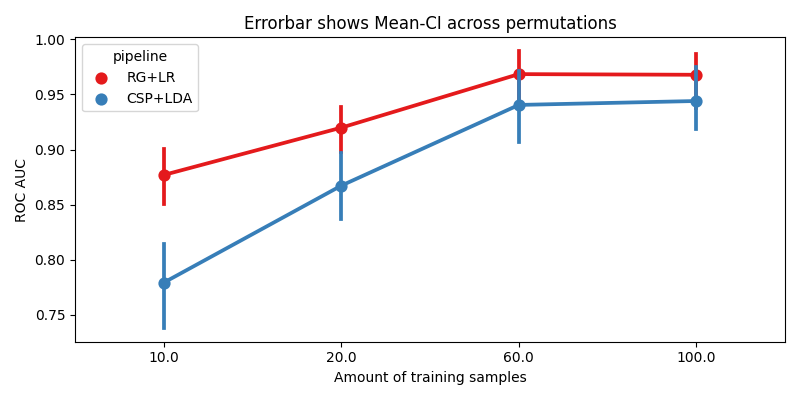 Errorbar shows Mean-CI across permutations
pipeline
RG+LR
CSP+LDA
ROC AUC
1.00
0.95
0.90
0.85
0.80
0.75
10.0 20.0 60.0 100.0
Amount of training samples